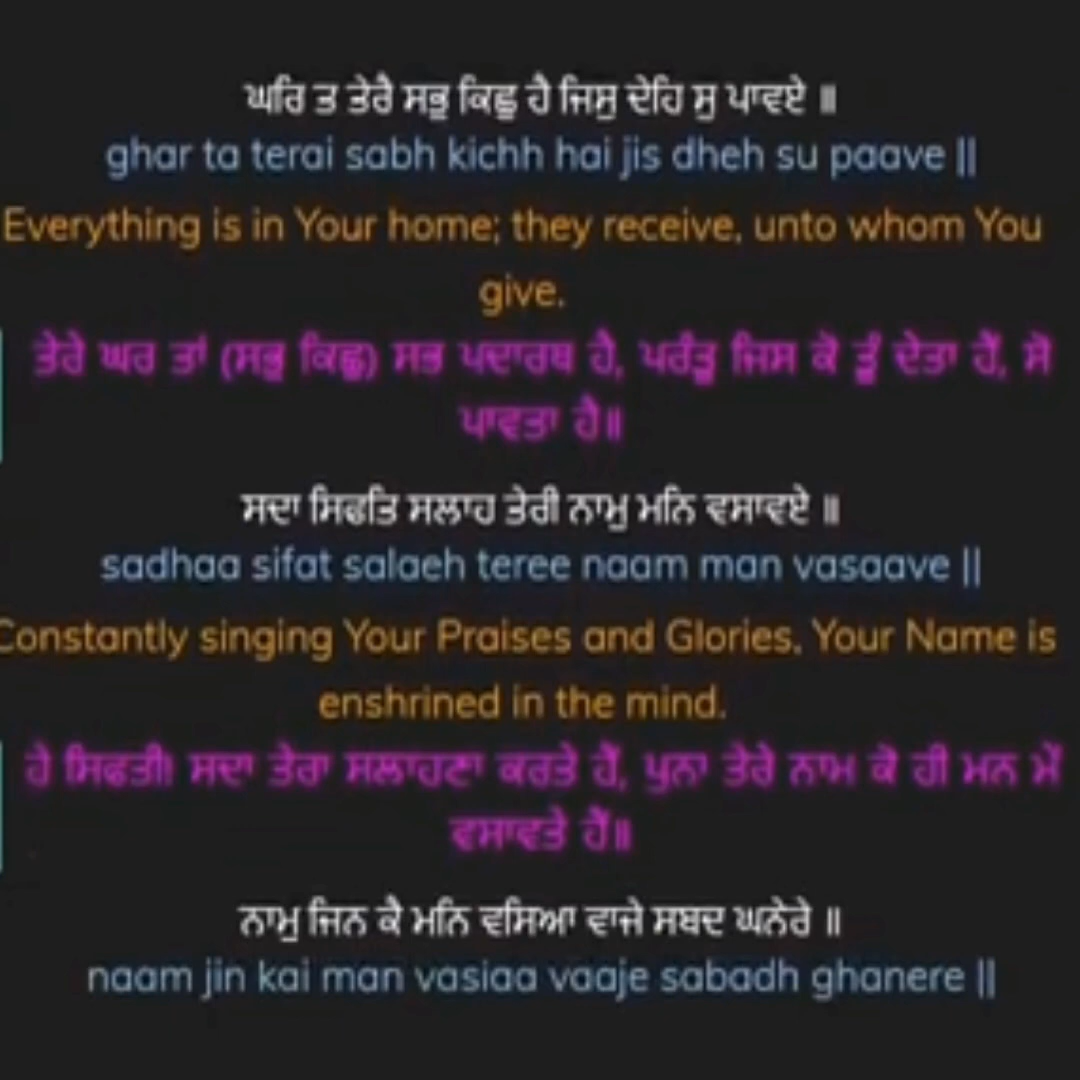 ਘਰਿ ਤ ਤੇਰੈ ਸਭੁ ਕਿਛੁ ਹੈ ਜਿਸੁ ਦੇਹਿ ਸੁ ਪਾਵਏ ॥
ghar ta terai sabh kichh hai jis dheh su paave ||
Everything is in Your home; they receive, unto whom You
give.
ਤੇਰੇ ਘਰ ਤਾਂ (ਸਭੁ ਕਿਛੁ) ਸਭ ਪਦਾਰਥ ਹੈ, ਪਰੰਤੂ ਜਿਸ ਕੋ ਤੂੰ ਦੇਤਾ ਹੈਂ, ਸੋ
ਪਾਵਤਾ ਹੈ॥
ਸਦਾ ਸਿਫਤਿ ਸਲਾਹ ਤੇਰੀ ਨਾਮੁ ਮਨਿ ਵਸਾਵਏ ॥
sadhaa sifat salaeh teree naam man vasaave ||
Constantly singing Your Praises and Glories, Your Name is
enshrined in the mind.
ਹੇ ਸਿਫਤੀ! ਸਦਾ ਤੇਰਾ ਸਲਾਹਣਾ ਕਰਤੇ ਹੈਂ, ਪੁਨਾ ਤੇਰੇ ਨਾਮ ਕੋ ਹੀ ਮਨ ਮੇਂ
ਵਸਾਵਤੇ ਹੈਂ॥
ਨਾਮੁ ਜਿਨ ਕੈ ਮਨਿ ਵਸਿਆ ਵਾਜੇ ਸਬਦ ਘਨੇਰੇ ॥
naam jin kai man vasiaa vaaje sabadh ghanere ||